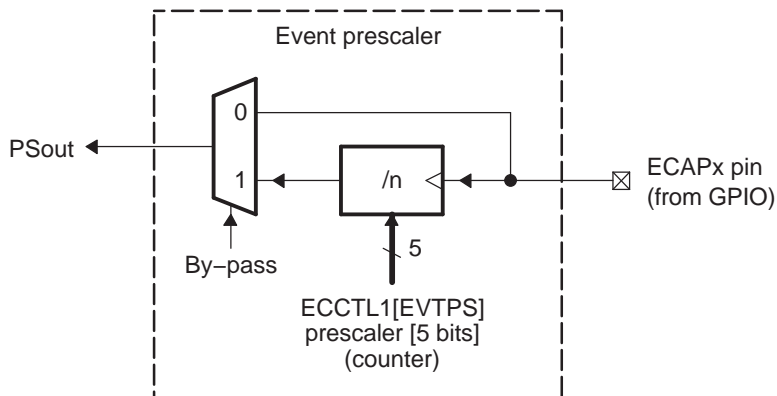 Event prescaler
0
PSout
1
/n
ECAPx pin
(from GPIO)
5
By−pass
ECCTL1[EVTPS]
prescaler [5 bits]
(counter)